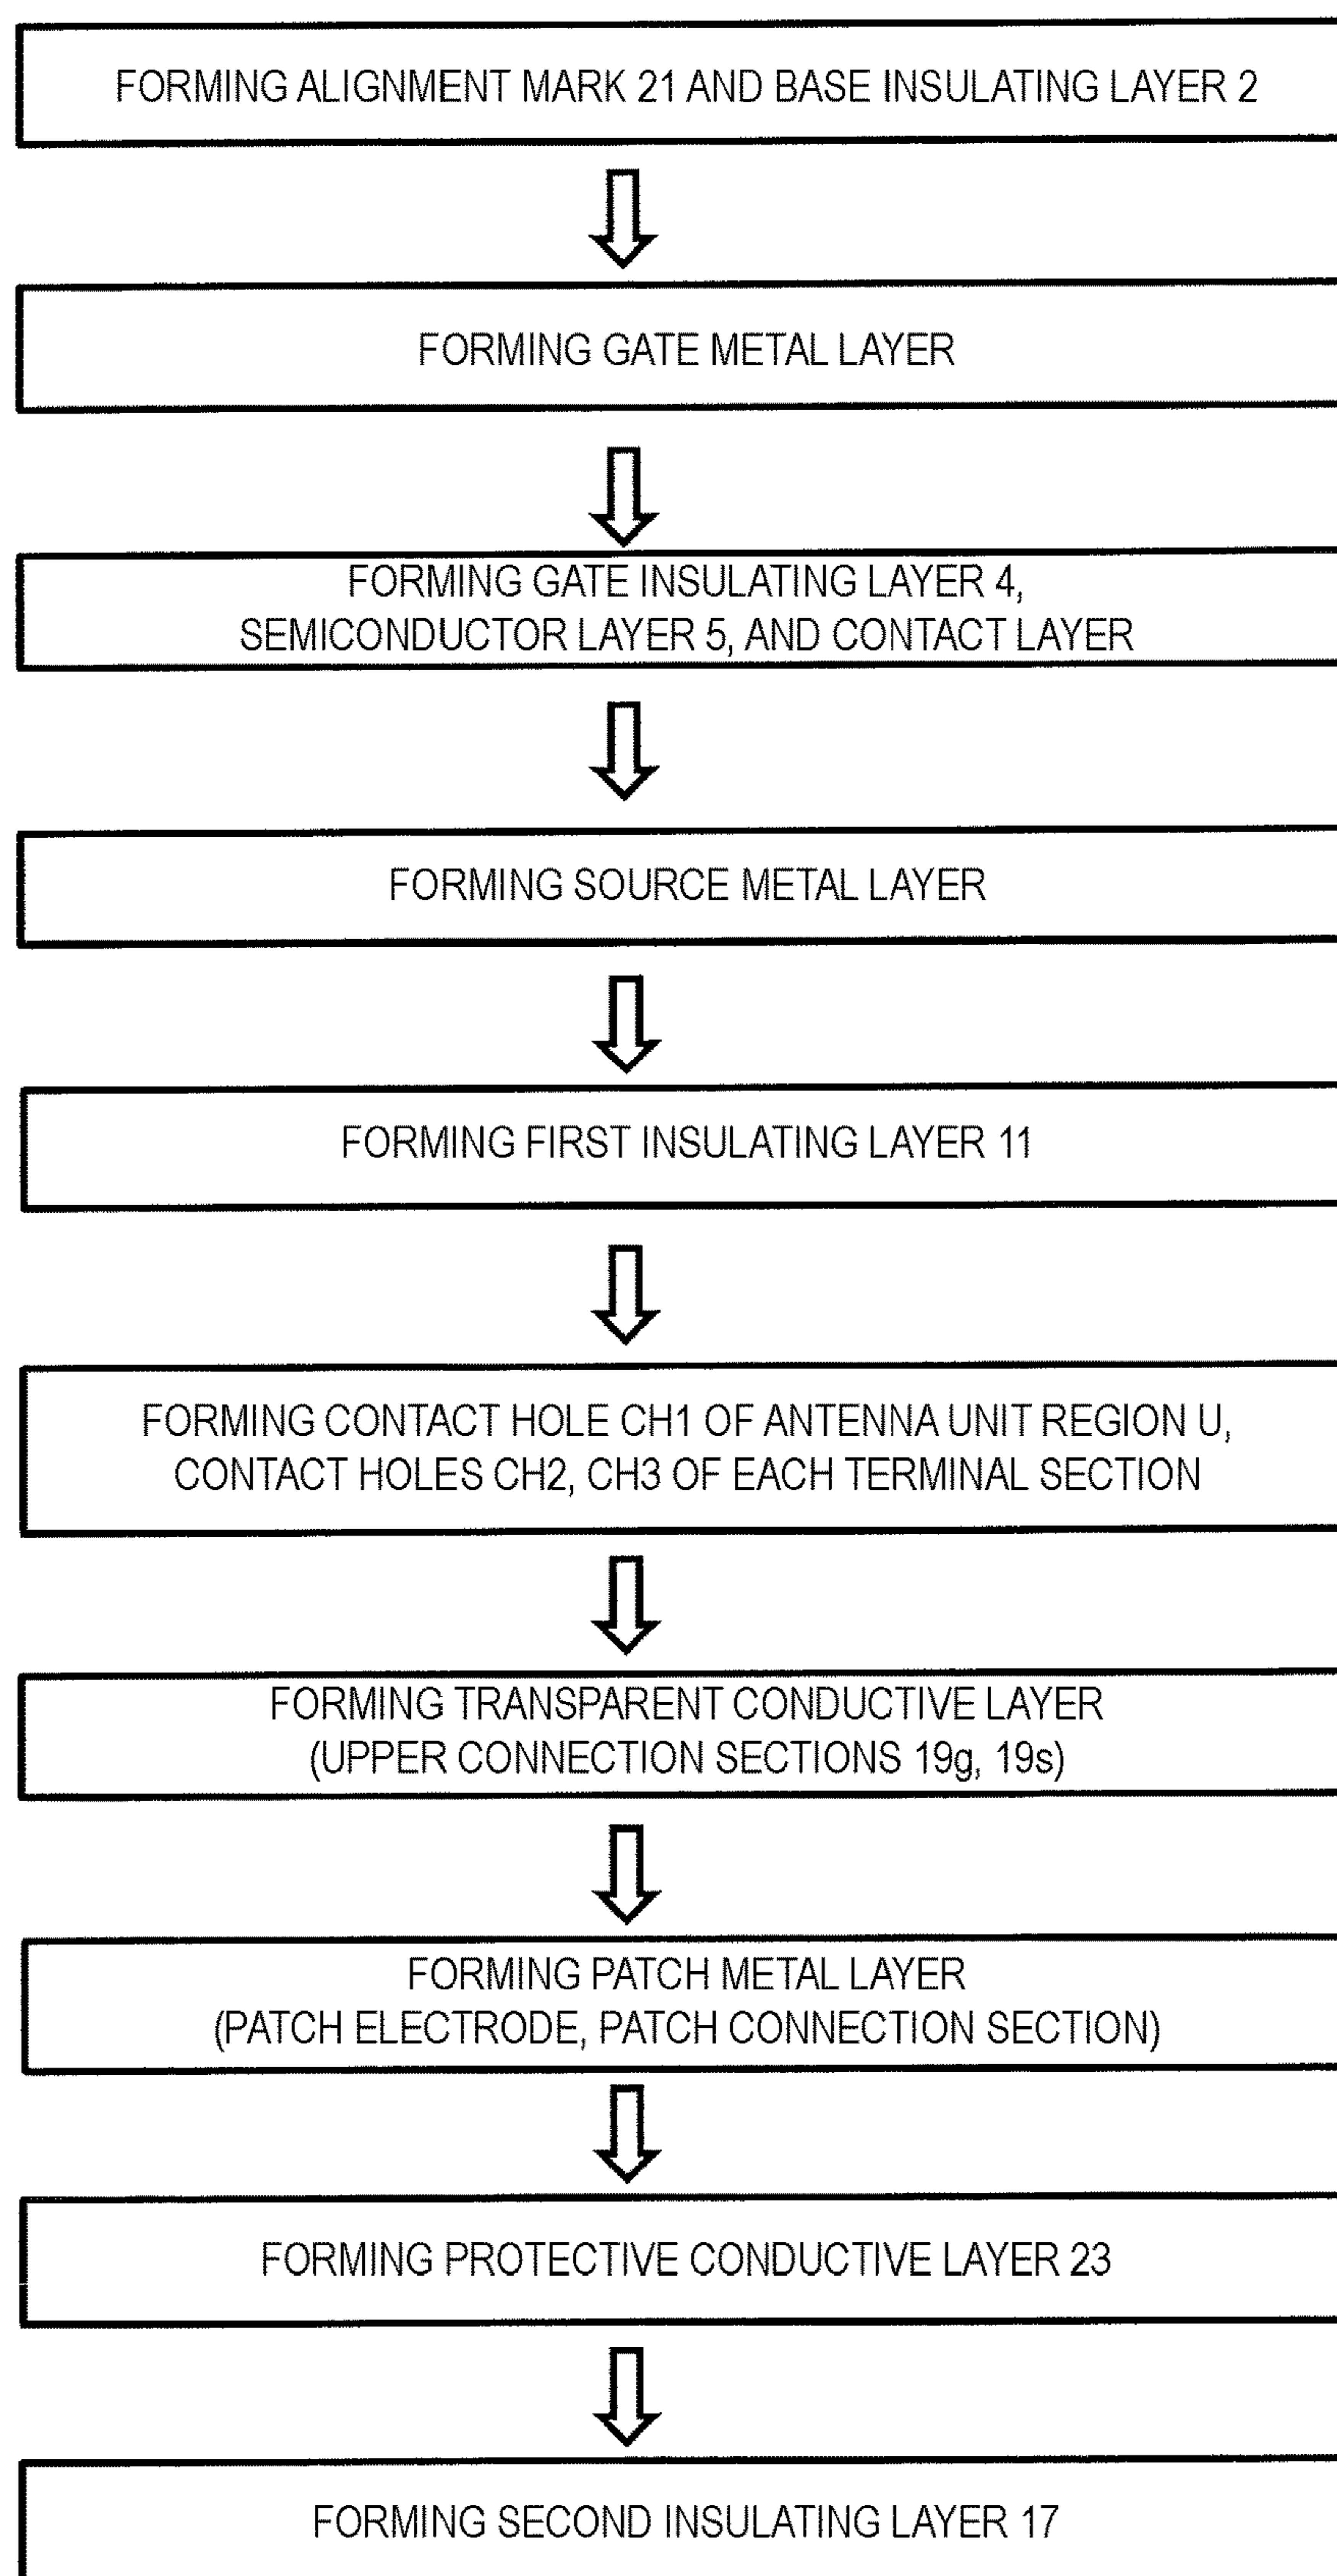 FORMING ALIGNMENT MARK 21 AND BASE INSULATING LAYER 2
FORMING GATE METAL LAYER
FORMING GATE INSULATING LAYER 4,
SEMICONDUCTOR LAYER 5, AND CONTACT LAYER
FORMING SOURCE METAL LAYER
FORMING FIRST INSULATING LAYER 11
FORMING CONTACT HOLE CH1 OF ANTENNA UNIT REGION U,
CONTACT HOLES CH2, CH3 OF EACH TERMINAL SECTION
FORMING TRANSPARENT CONDUCTIVE LAYER
(UPPER CONNECTION SECTIONS 19g, 19s)
FORMING PATCH METAL LAYER
(PATCH ELECTRODE, PATCH CONNECTION SECTION)
FORMING PROTECTIVE CONDUCTIVE LAYER 23
FORMING SECOND INSULATING LAYER 17